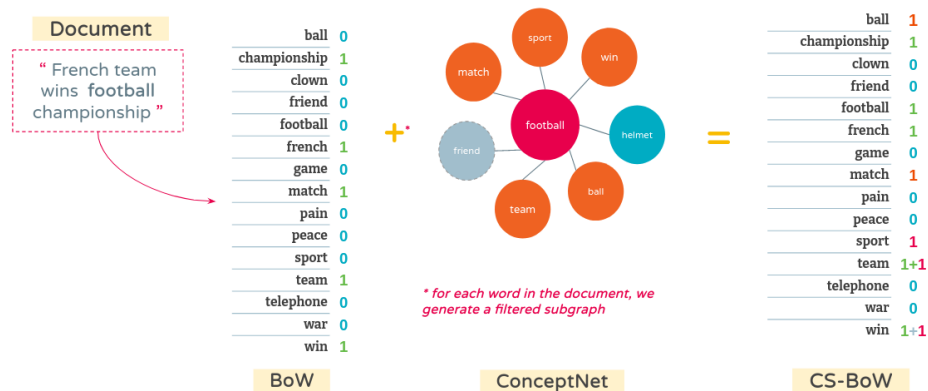 Document
“ French team
wins football
championship ”
ball 0
championship 1
clown 0
friend 0
football 0
french 1
game 0
match 1
pain 0
peace 0
sport 0
team 1
telephone 0
war 0
win 1
BoW
+*
sport
win
match
football
helmet
friend
ball
team
* for each word in the document, we
generate a filtered subgraph
ConceptNet
=
ball 1
championship 1
clown 0
friend 0
football 1
french 1
game 0
match 1
pain 0
peace 0
sport 1
team 1+1
telephone 0
war 0
win 1+1
CS-BoW